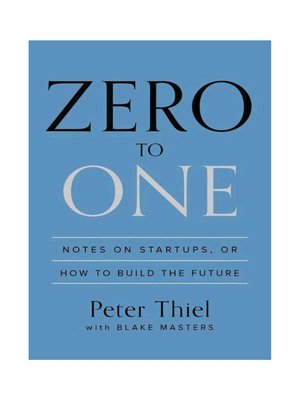 ZERO
TO
ONE
NOTES ON STARTUPS, OR
HOW TO BUILD THE FUTURE
Peter Thiel
with BLAKE MASTERS